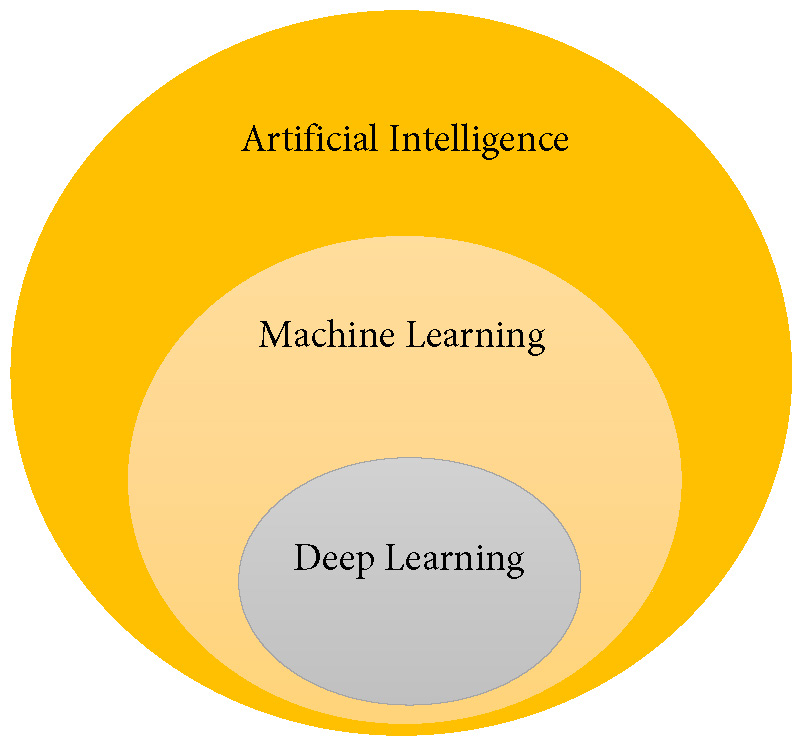 Artificial Intelligence
Machine Learning
Deep Learning